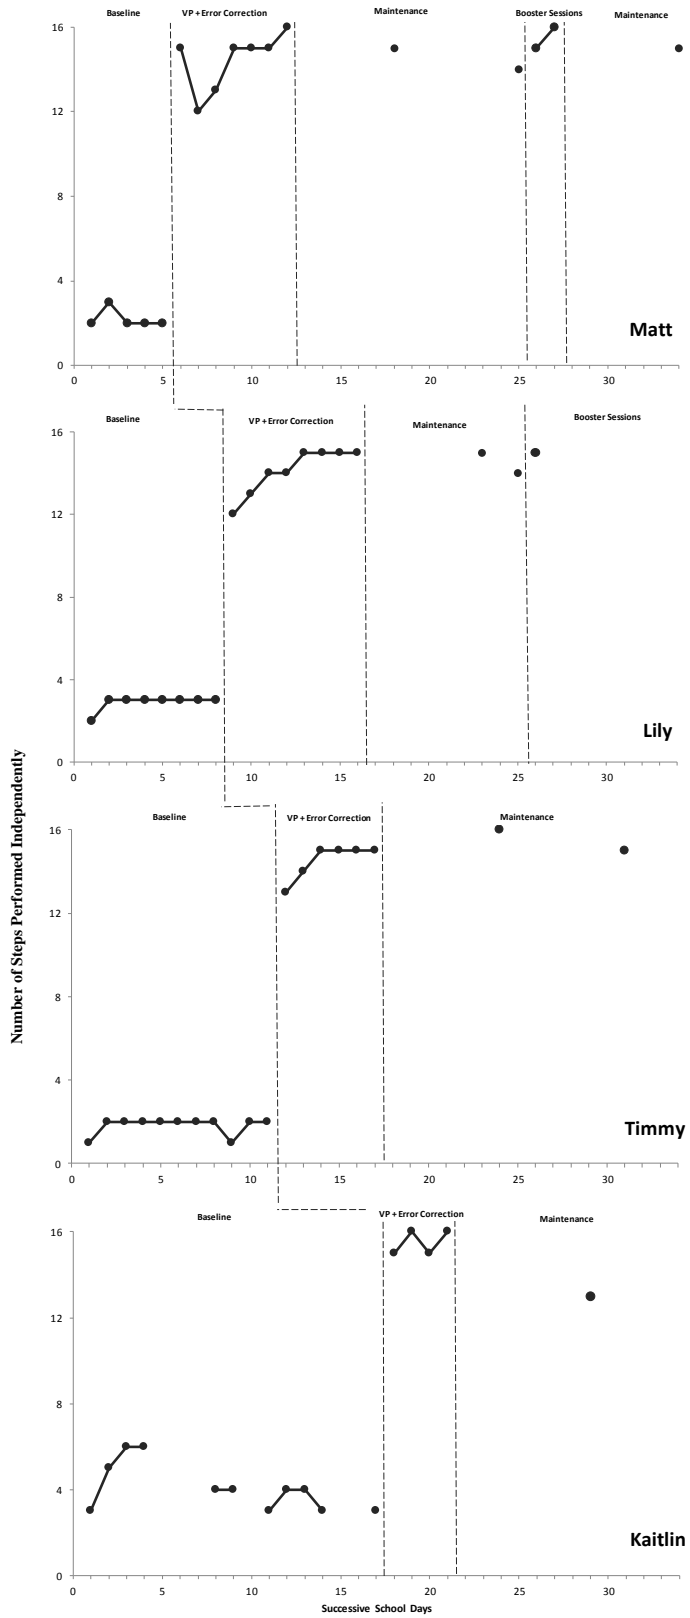 Baseline
VP + Error Correction
Maintenance
Booster Sessions
Maintenance
16
12
8
4
0
Matt
0 5 10 15 20 25 30
Baseline
VP + Error Correction
Maintenance
Booster Sessions
16
12
8
4
0
Lily
0 5 10 15 20 25 30
Number of Steps Performed Independently
Baseline
VP + Error Correction
Maintenance
16
12
8
4
0
Timmy
0 5 10 15 20 25 30
Baseline
VP + Error Correction
Maintenance
16
12
8
4
0
Kaitlin
0 5 10 15 20 25 30
Successive School Days